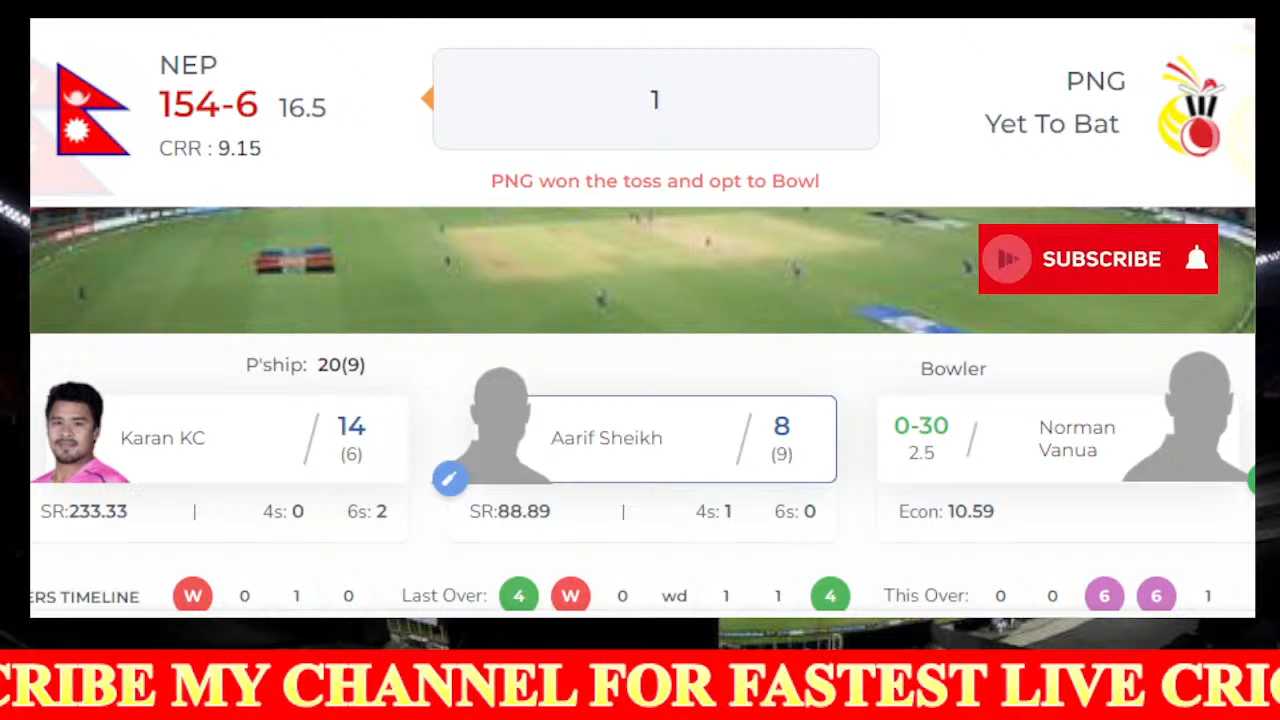 NEP
154-6 16.5
CRR : 9.15
1
PNG
Yet To Bat
PNG won the toss and opt to Bowl
SUBSCRIBE
P'ship: 20(9)
Karan KC 14
(6)
SR:233.33 | 4s: 0 6s: 2
Aarif Sheikh 8
(9)
SR:88.89 | 4s: 1 6s: 0
Bowler
0-30
2.5
Norman
Vanua
Econ: 10.59
ERS TIMELINE W 0 1 0 Last Over: 4 W 0 wd 1 1 4 This Over: 0 0 6 6 1
CRIBE MY CHANNEL FOR FASTEST LIVE CRIC